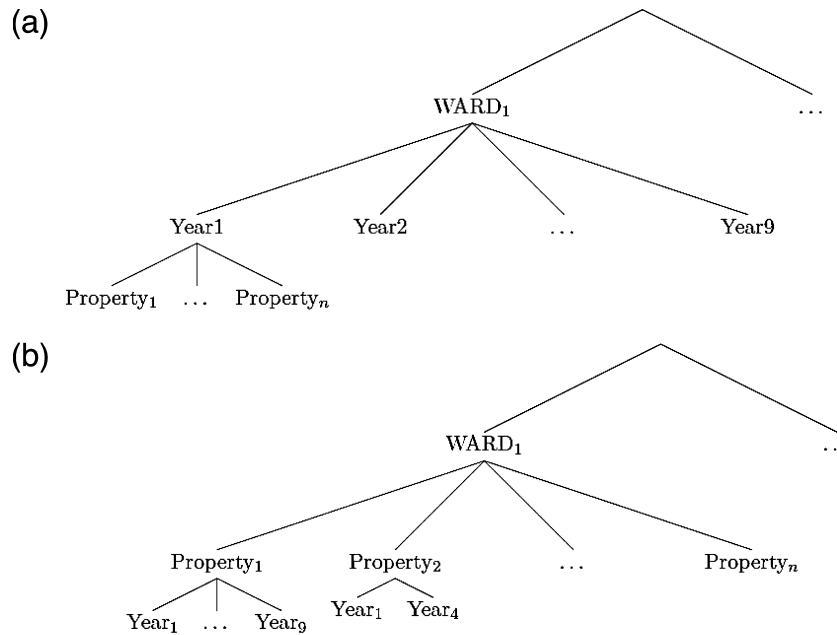 (a)
WARD₁ ...
Year1 Year2 ... Year9
Property₁ ... Propertyₙ
(b)
WARD₁ ...
Property₁ Property₂ ... Propertyₙ
Year₁ ... Year₉ Year₁ Year₄